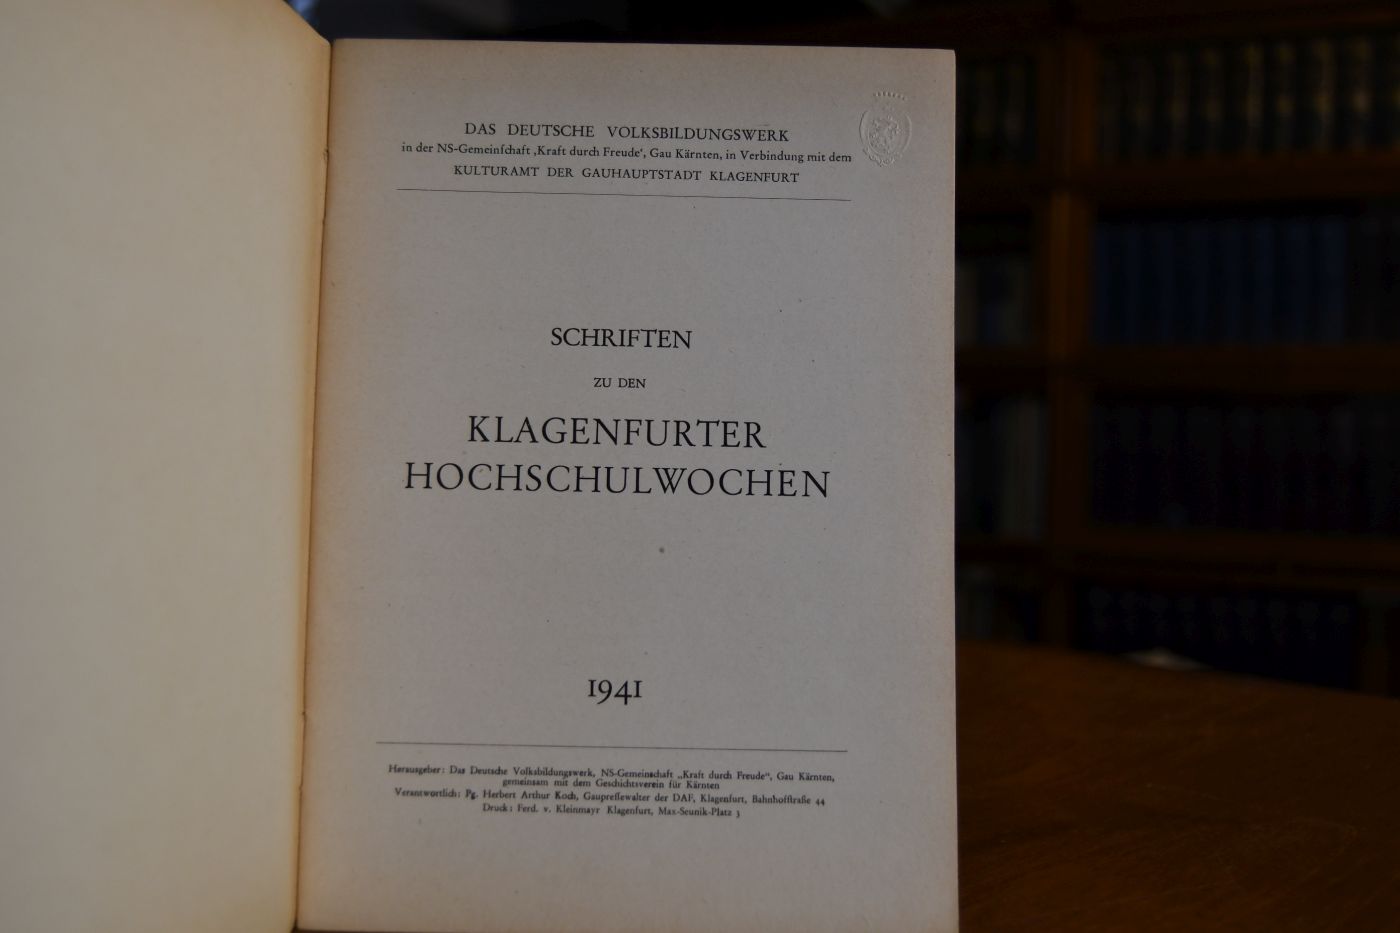 DAS DEUTSCHE VOLKSBILDUNGSWERK
in der NS-Gemeinſchaft ‚Kraft durch Freude‘, Gau Kärnten, in Verbindung mit dem
KULTURAMT DER GAUHAUPTSTADT KLAGENFURT
SCHRIFTEN
ZU DEN
KLAGENFURTER
HOCHSCHULWOCHEN
1941
Herausgeber: Das Deutsche Volksbildungswerk, NS-Gemeinschaft „Kraft durch Freude“, Gau Kärnten,
gemeinsam mit dem Geschichtsverein für Kärnten
Verantwortlich: Pg. Herbert Arthur Koch, Gaupreſſewalter der DAF, Klagenfurt, Bahnhofſtraße 44
Druck: Ferd. v. Kleinmayr Klagenfurt, Max-Seunik-Platz 3